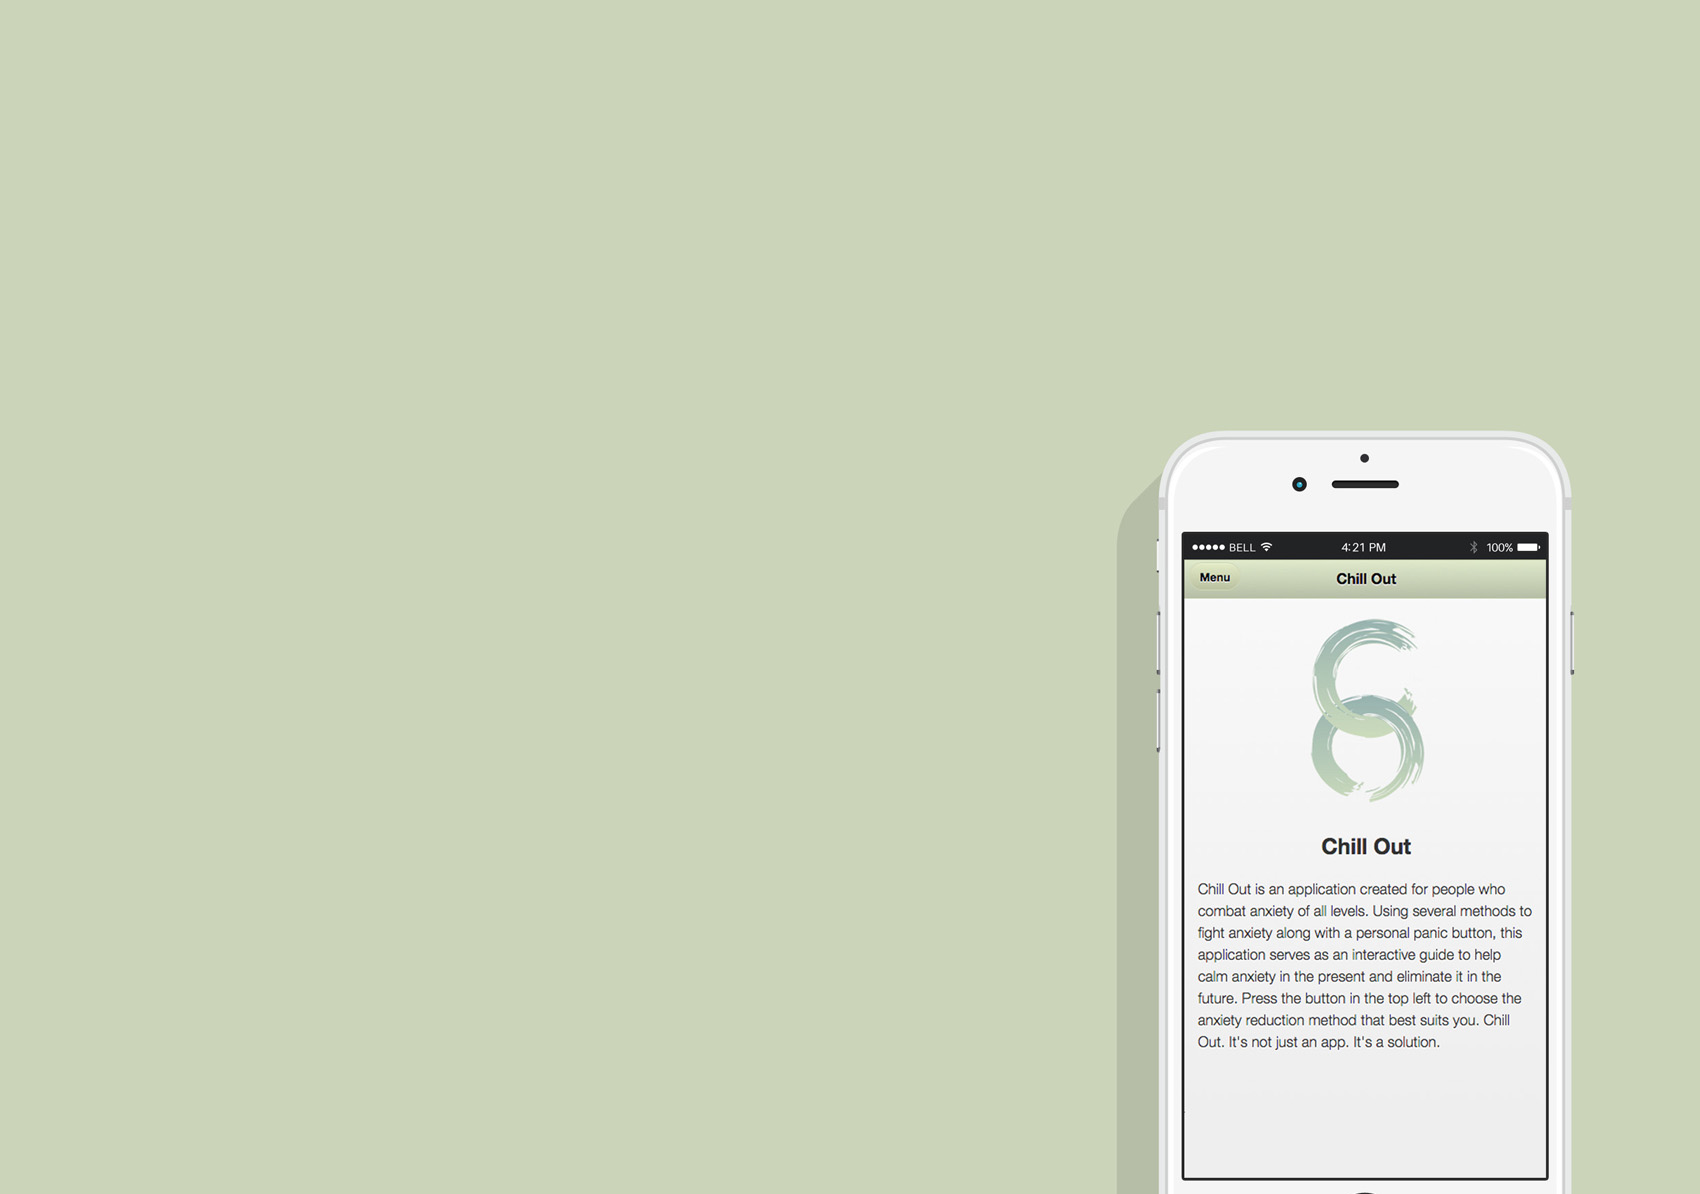 BELL 4:21 PM 100%
Menu Chill Out
Chill Out
Chill Out is an application created for people who
combat anxiety of all levels. Using several methods to
fight anxiety along with a personal panic button, this
application serves as an interactive guide to help
calm anxiety in the present and eliminate it in the
future. Press the button in the top left to choose the
anxiety reduction method that best suits you. Chill
Out. It's not just an app. It's a solution.